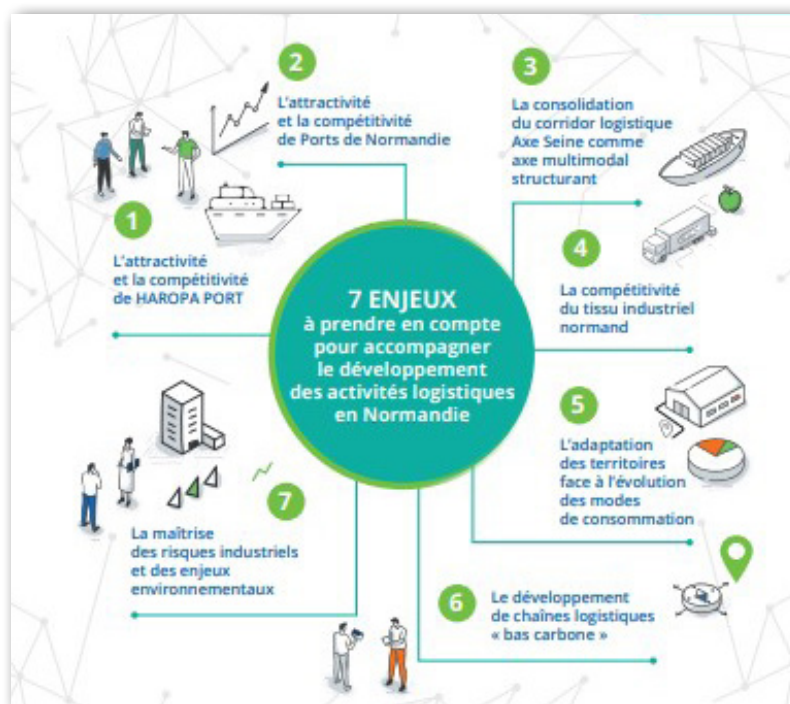 7 ENJEUX
à prendre en compte
pour accompagner
le développement
des activités logistiques
en Normandie
1
L'attractivité
et la compétitivité
de HAROPA PORT
2
L'attractivité
et la compétitivité
de Ports de Normandie
3
La consolidation
du corridor logistique
Axe Seine comme
axe multimodal
structurant
4
La compétitivité
du tissu industriel
normand
5
L'adaptation
des territoires
face à l'évolution
des modes
de consommation
6
Le développement
de chaînes logistiques
« bas carbone »
7
La maîtrise
des risques industriels
et des enjeux
environnementaux